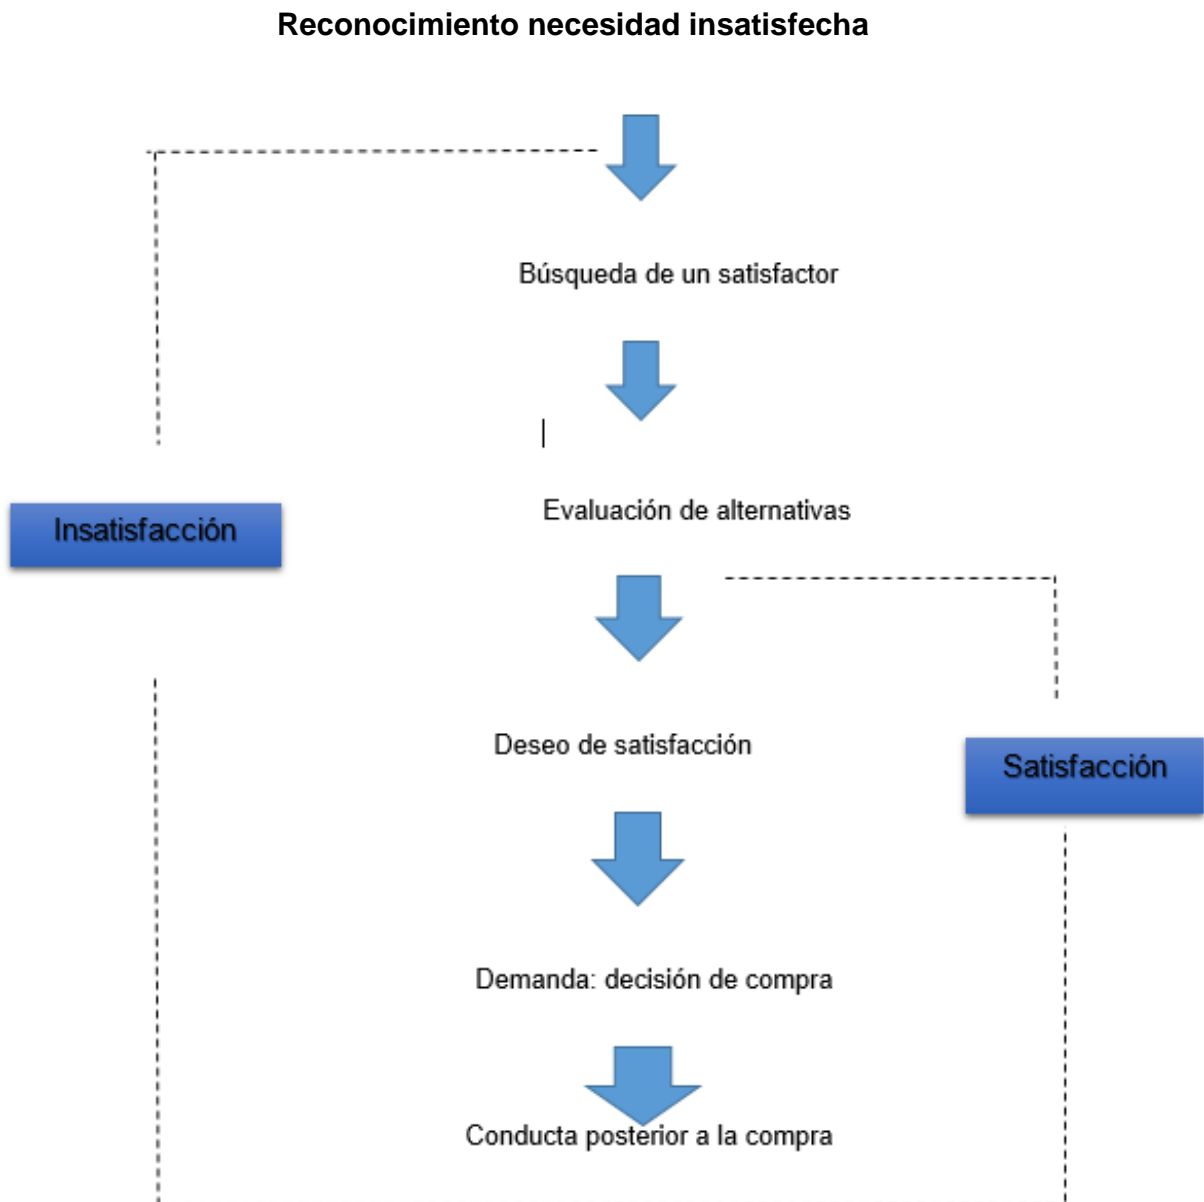 Reconocimiento necesidad insatisfecha
Búsqueda de un satisfactor
Evaluación de alternativas
Insatisfacción
Deseo de satisfacción
Satisfacción
Demanda: decisión de compra
Conducta posterior a la compra